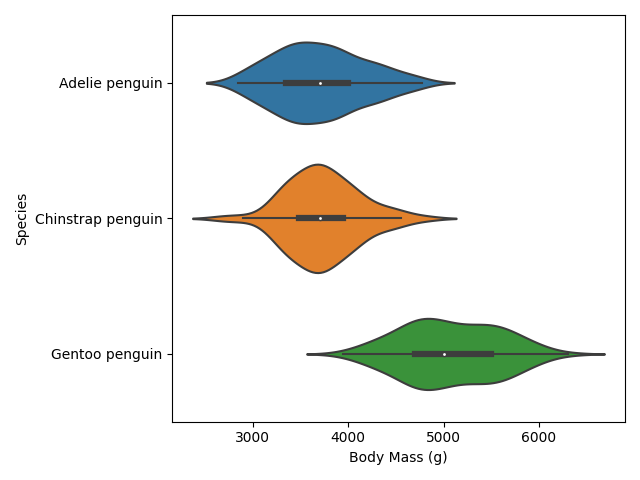 Species
Adelie penguin
Chinstrap penguin
Gentoo penguin
3000 4000 5000 6000
Body Mass (g)